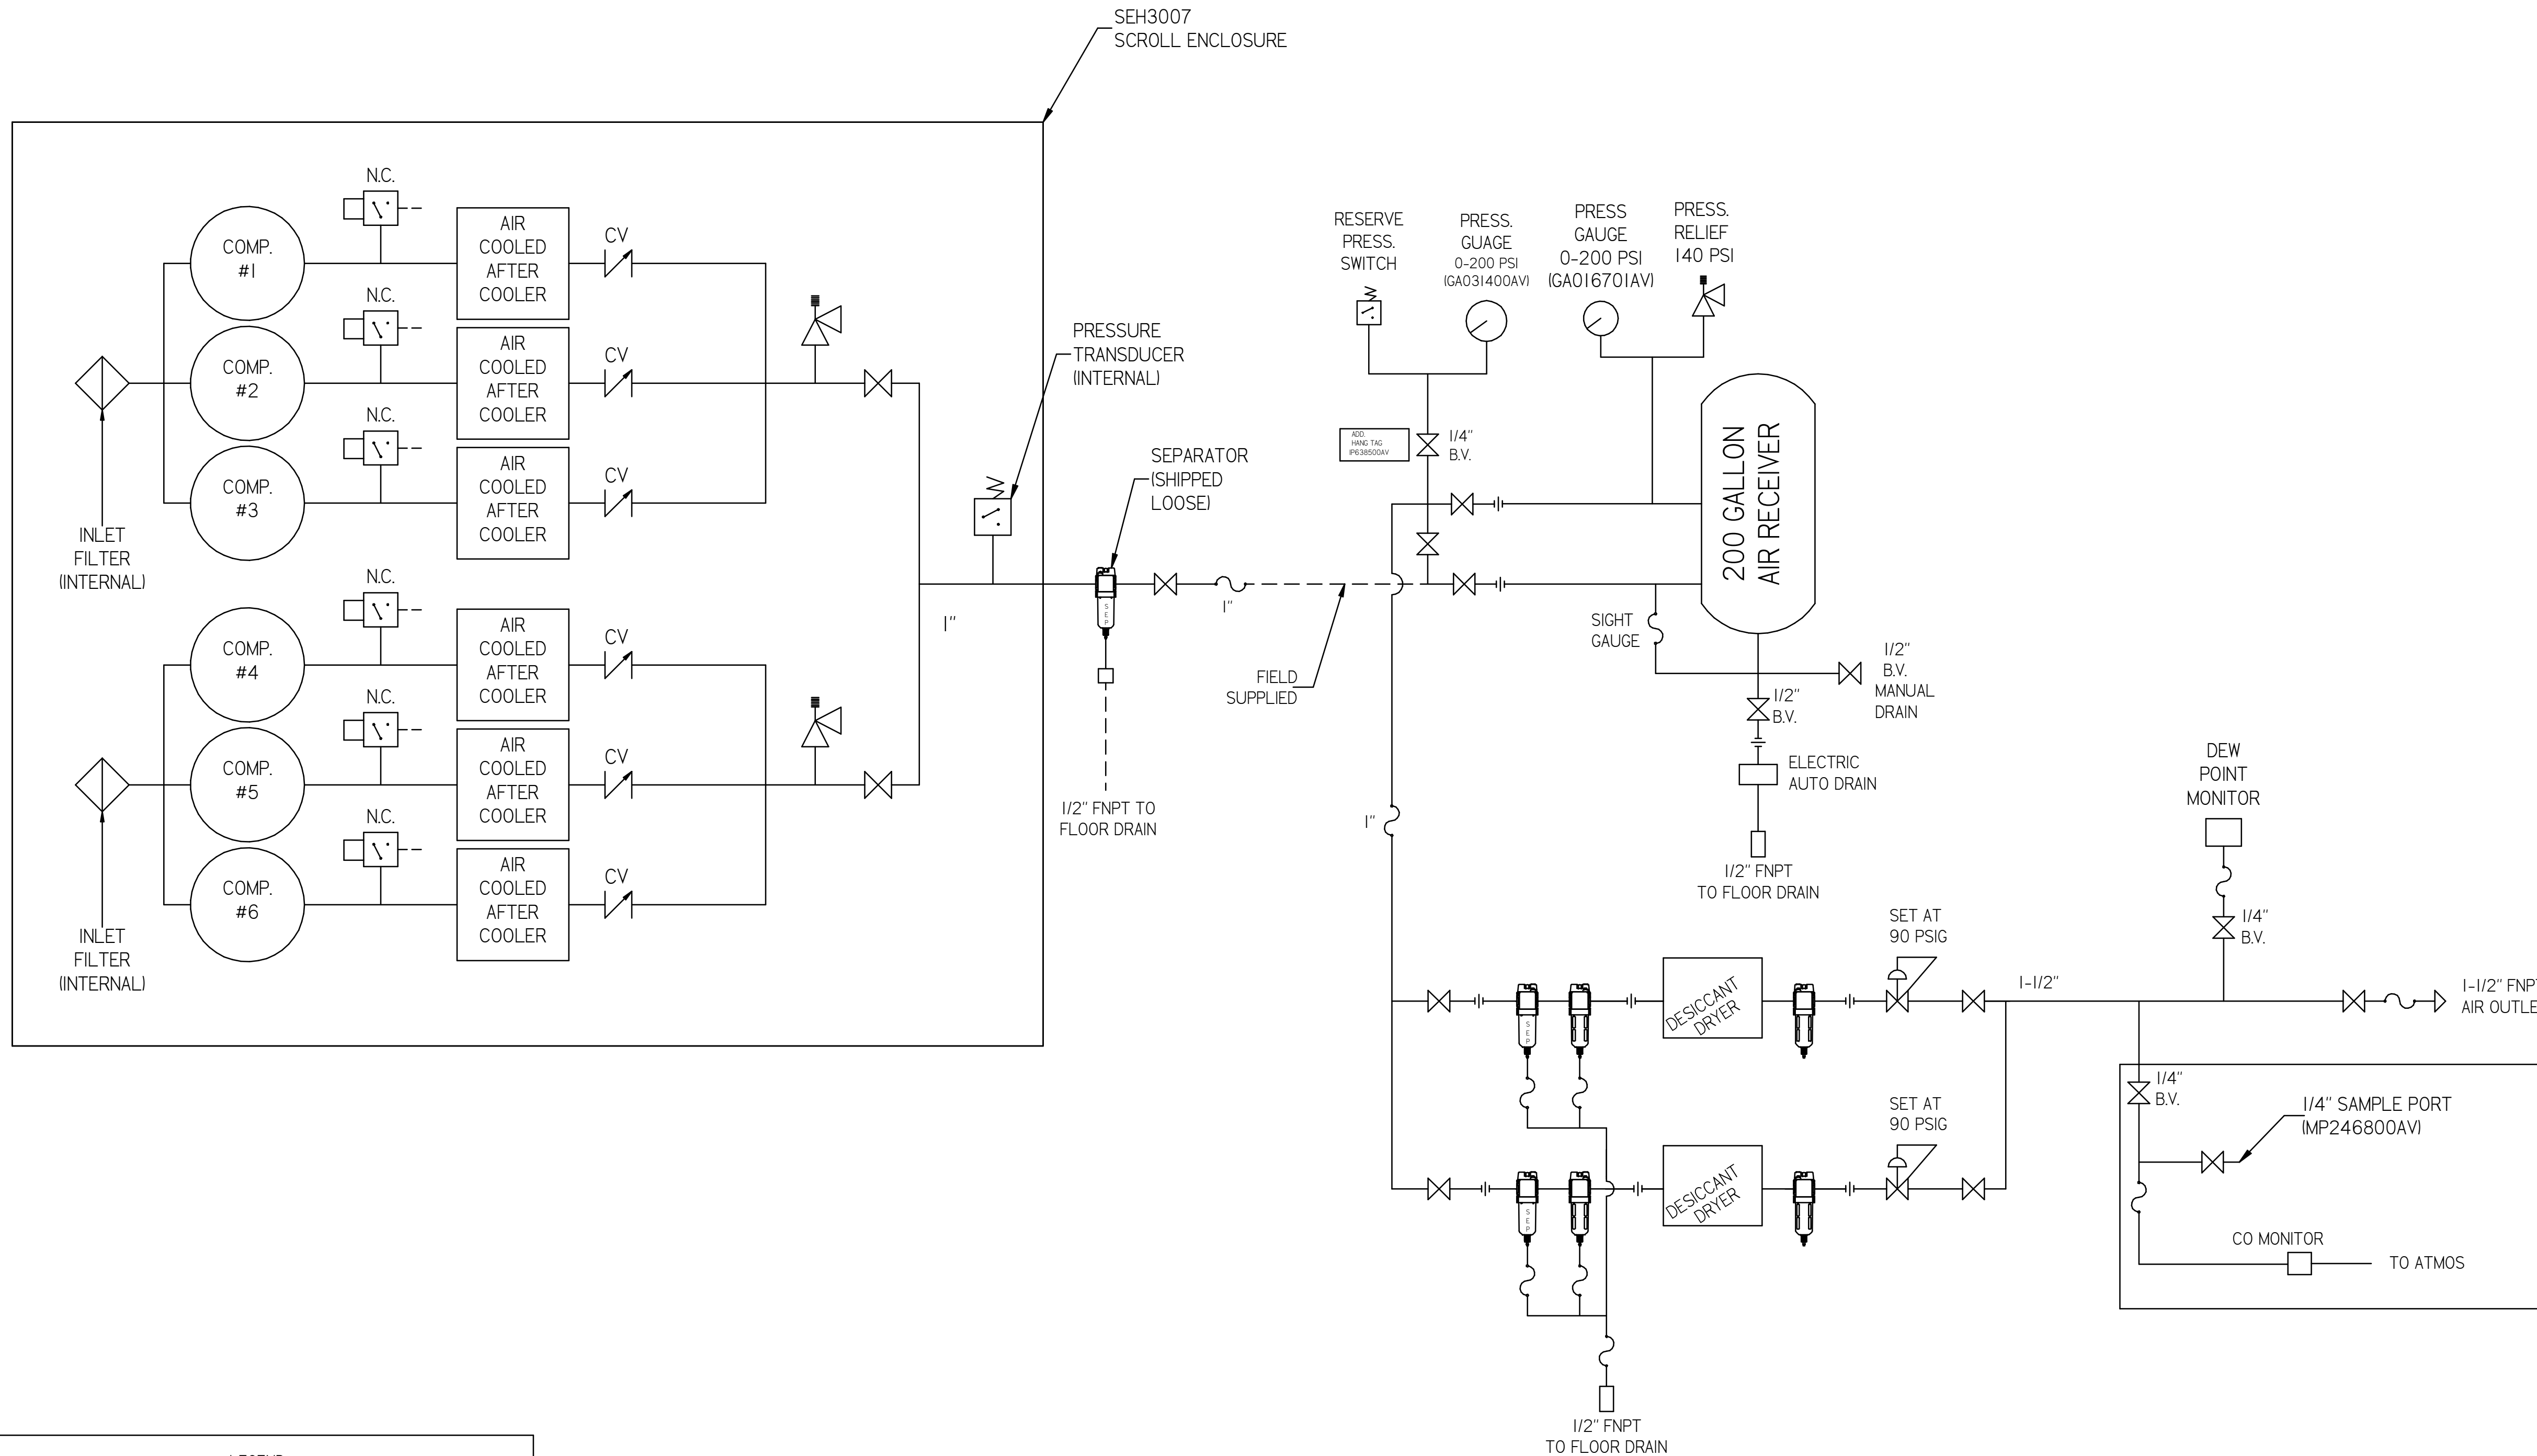 SEH3007
SCROLL ENCLOSURE
N.C.
COMP.
#1
AIR
COOLED
AFTER
COOLER
CV
N.C.
COMP.
#2
AIR
COOLED
AFTER
COOLER
CV
N.C.
COMP.
#3
AIR
COOLED
AFTER
COOLER
CV
INLET
FILTER
(INTERNAL)
N.C.
COMP.
#4
AIR
COOLED
AFTER
COOLER
CV
N.C.
COMP.
#5
AIR
COOLED
AFTER
COOLER
CV
N.C.
COMP.
#6
AIR
COOLED
AFTER
COOLER
CV
INLET
FILTER
(INTERNAL)
1"
PRESSURE
TRANSDUCER
(INTERNAL)
SEPARATOR
(SHIPPED
LOOSE)
SEP
1/2" FNPT TO
FLOOR DRAIN
1"
FIELD
SUPPLIED
RESERVE
PRESS.
SWITCH
PRESS.
GUAGE
0-200 PSI
(GA031400AV)
PRESS
GAUGE
0-200 PSI
(GA016701AV)
PRESS.
RELIEF
140 PSI
ADD.
HANG TAG
IP638500AV
1/4"
B.V.
200 GALLON
AIR RECEIVER
SIGHT
GAUGE
1/2"
B.V.
MANUAL
DRAIN
1/2"
B.V.
ELECTRIC
AUTO DRAIN
1/2" FNPT
TO FLOOR DRAIN
1"
SEP
DESICCANT
DRYER
SET AT
90 PSIG
SEP
DESICCANT
DRYER
SET AT
90 PSIG
1/2" FNPT
TO FLOOR DRAIN
1-1/2"
DEW
POINT
MONITOR
1/4"
B.V.
1-1/2" FNPT
AIR OUTLE
1/4"
B.V.
1/4" SAMPLE PORT
(MP246800AV)
CO MONITOR
TO ATMOS